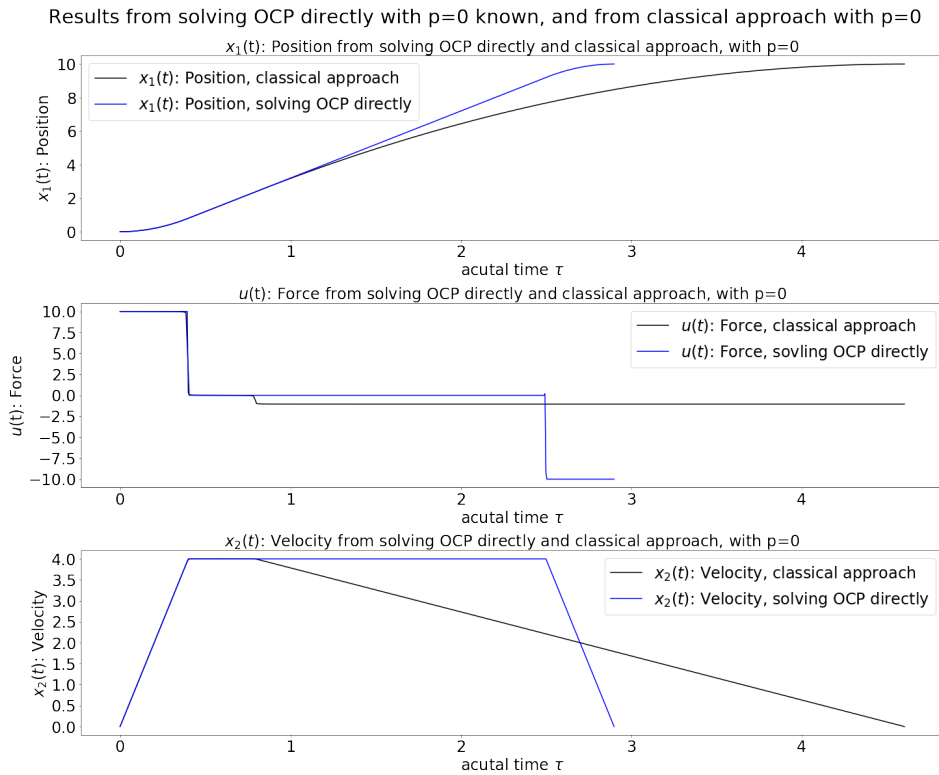 Results from solving OCP directly with p=0 known, and from classical approach with p=0
x₁(t): Position from solving OCP directly and classical approach, with p=0
x₁(t): Position, classical approach
x₁(t): Position, solving OCP directly
x₁(t): Position
10
8
6
4
2
0
0 1 2 3 4
acutal time τ
u(t): Force from solving OCP directly and classical approach, with p=0
u(t): Force, classical approach
u(t): Force, sovling OCP directly
u(t): Force
10.0
7.5
5.0
2.5
0.0
−2.5
−5.0
−7.5
−10.0
0 1 2 3 4
acutal time τ
x₂(t): Velocity from solving OCP directly and classical approach, with p=0
x₂(t): Velocity, classical approach
x₂(t): Velocity, solving OCP directly
x₂(t): Velocity
4.0
3.5
3.0
2.5
2.0
1.5
1.0
0.5
0.0
0 1 2 3 4
acutal time τ